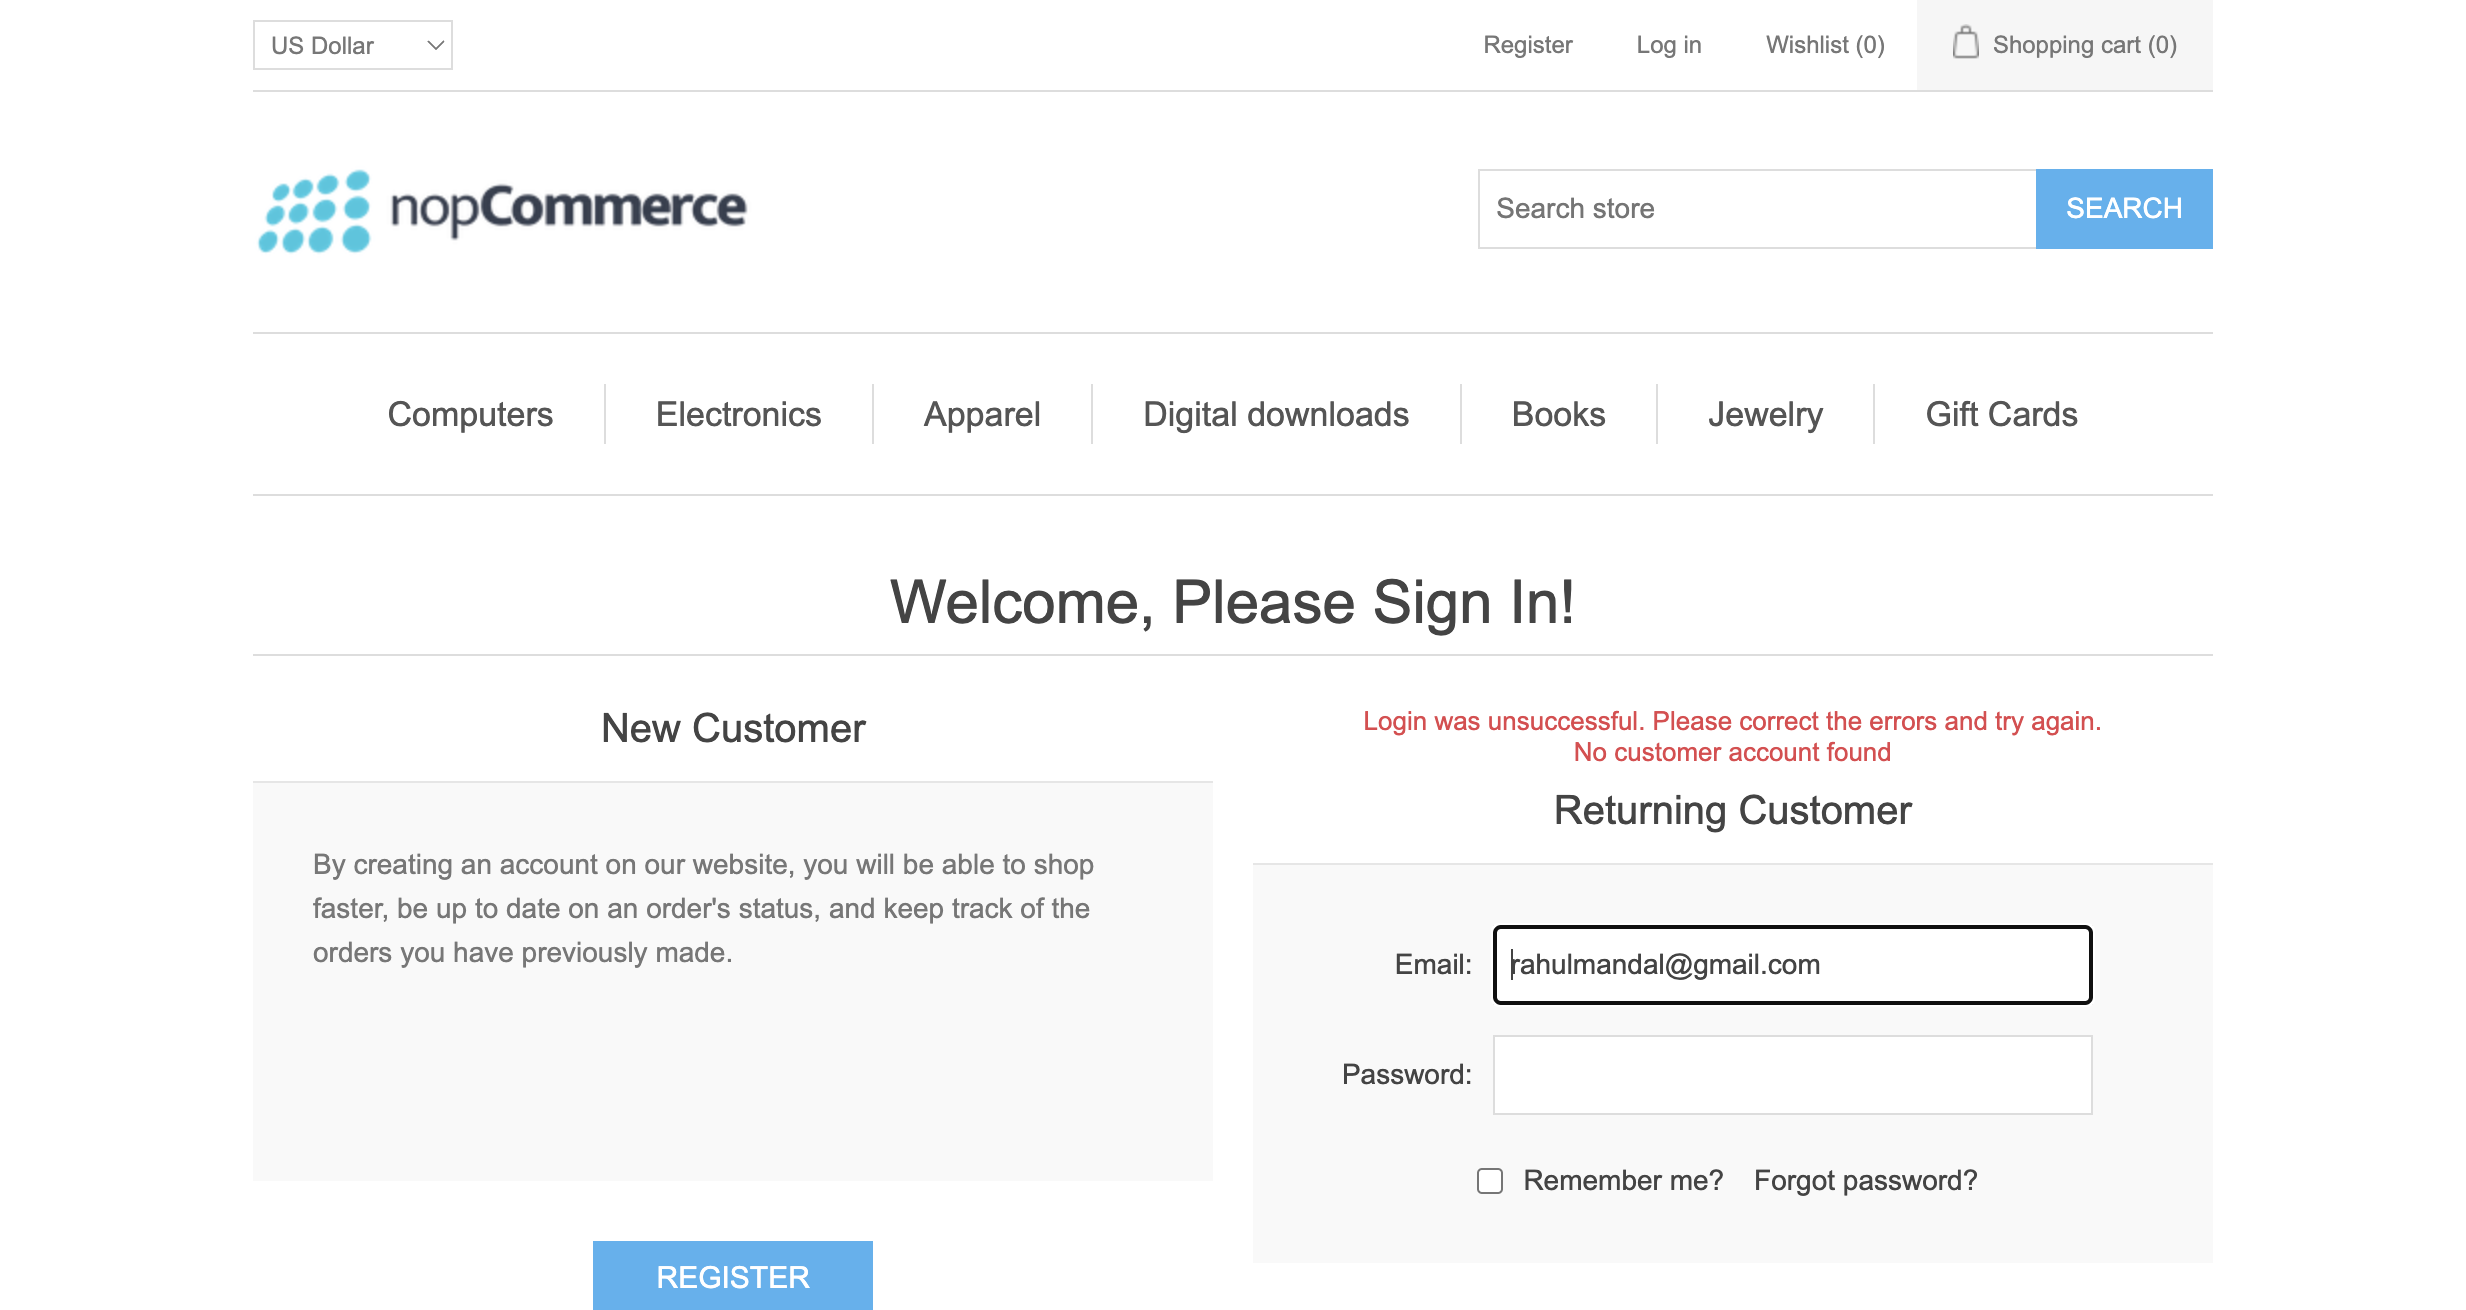 US Dollar
Register
Log in
Wishlist (0)
Shopping cart (0)
nopCommerce
Search store
SEARCH
Computers
Electronics
Apparel
Digital downloads
Books
Jewelry
Gift Cards
Welcome, Please Sign In!
New Customer
By creating an account on our website, you will be able to shop
faster, be up to date on an order's status, and keep track of the
orders you have previously made.
REGISTER
Login was unsuccessful. Please correct the errors and try again.
No customer account found
Returning Customer
Email:
rahulmandal@gmail.com
Password:
Remember me?
Forgot password?